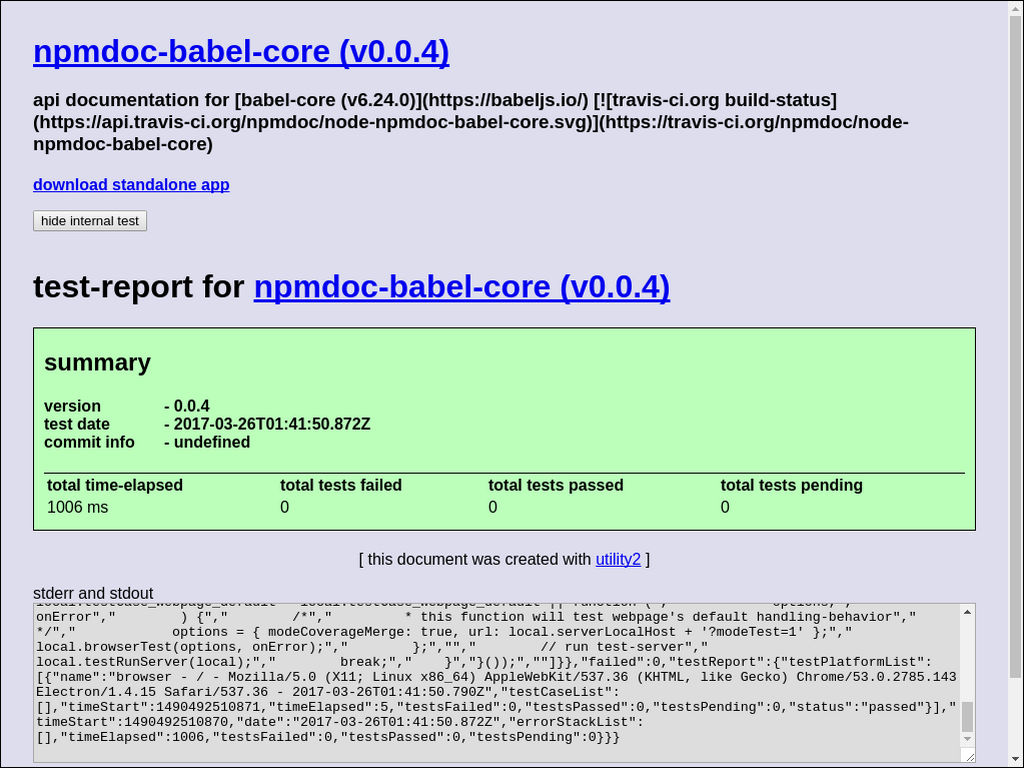 npmdoc-babel-core (v0.0.4)
api documentation for [babel-core (v6.24.0)](https://babeljs.io/) [![travis-ci.org build-status]
(https://api.travis-ci.org/npmdoc/node-npmdoc-babel-core.svg)](https://travis-ci.org/npmdoc/node-
npmdoc-babel-core)
download standalone app
hide internal test
test-report for npmdoc-babel-core (v0.0.4)
summary
version - 0.0.4
test date - 2017-03-26T01:41:50.872Z
commit info - undefined
total time-elapsed total tests failed total tests passed total tests pending
1006 ms 0 0 0
[ this document was created with utility2 ]
stderr and stdout
onError","        ) {","        /*","         * this function will test webpage's default handling-behavior","
*/","            options = { modeCoverageMerge: true, url: local.serverLocalHost + '?modeTest=1' };","
local.browserTest(options, onError);","        };","","        // run test-server","
local.testRunServer(local);","        break;","    }","}());",""]}},"failed":0,"testReport":{"testPlatformList":
[{"name":"browser - / - Mozilla/5.0 (X11; Linux x86_64) AppleWebKit/537.36 (KHTML, like Gecko) Chrome/53.0.2785.143
Electron/1.4.15 Safari/537.36 - 2017-03-26T01:41:50.790Z","testCaseList":
[],"timeStart":1490492510871,"timeElapsed":5,"testsFailed":0,"testsPassed":0,"testsPending":0,"status":"passed"}],"
timeStart":1490492510870,"date":"2017-03-26T01:41:50.872Z","errorStackList":
[],"timeElapsed":1006,"testsFailed":0,"testsPassed":0,"testsPending":0}}}